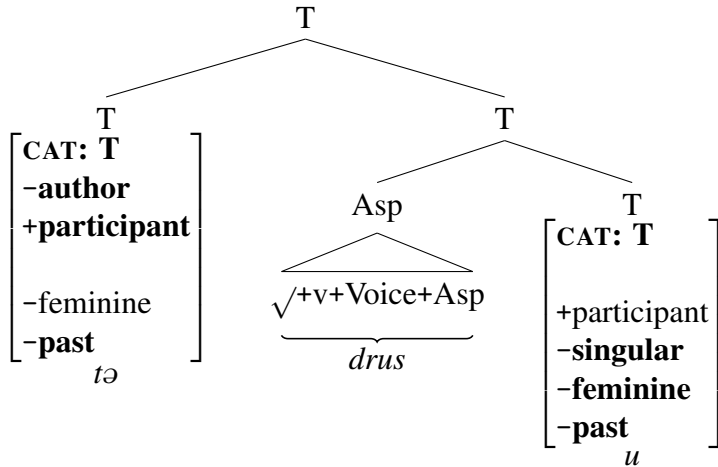 T
T
T
CAT: T
−author
+participant
−feminine
−past
tə
Asp
√+v+Voice+Asp
drus
T
CAT: T
+participant
−singular
−feminine
−past
u